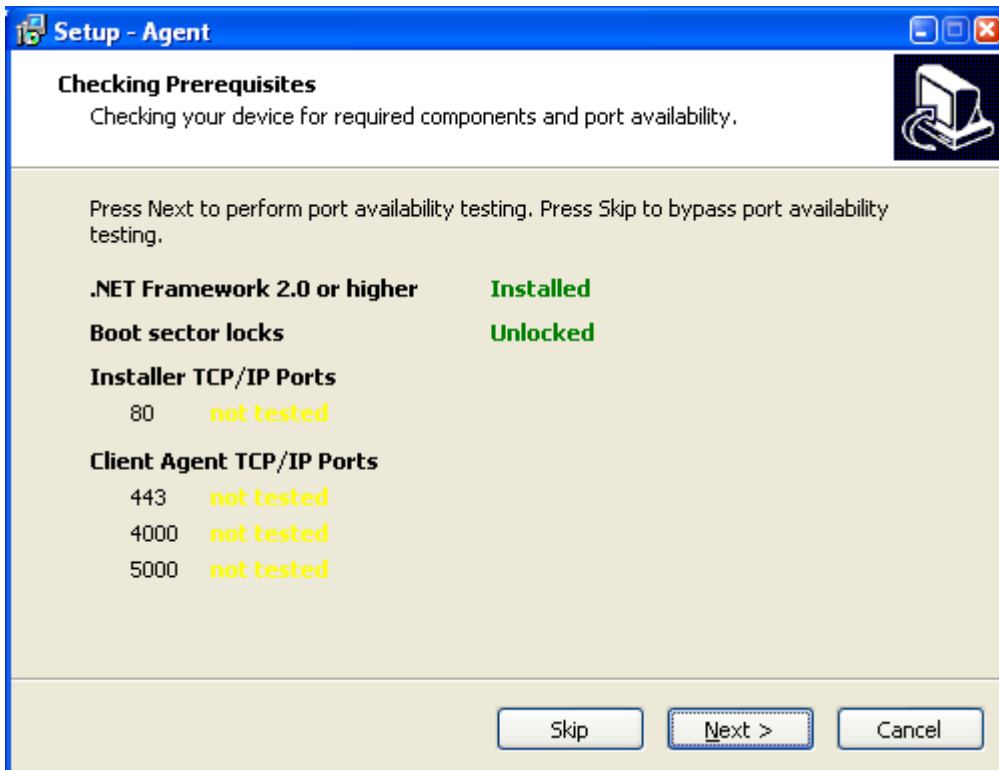 Setup - Agent
Checking Prerequisites
Checking your device for required components and port availability.
Press Next to perform port availability testing. Press Skip to bypass port availability
testing.
.NET Framework 2.0 or higher Installed
Boot sector locks Unlocked
Installer TCP/IP Ports
80 not tested
Client Agent TCP/IP Ports
443 not tested
4000 not tested
5000 not tested
Skip Next > Cancel